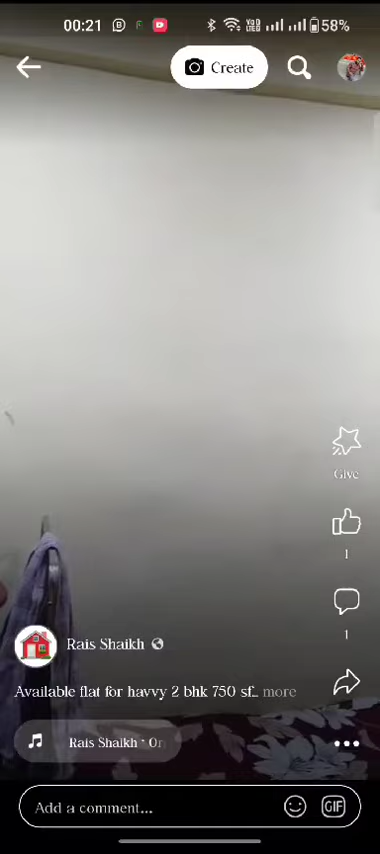 00:21 58%
Create
Give
1
1
Rais Shaikh
Available flat for havvy 2 bhk 750 sf... more
Rais Shaikh · Or
Add a comment...
GIF